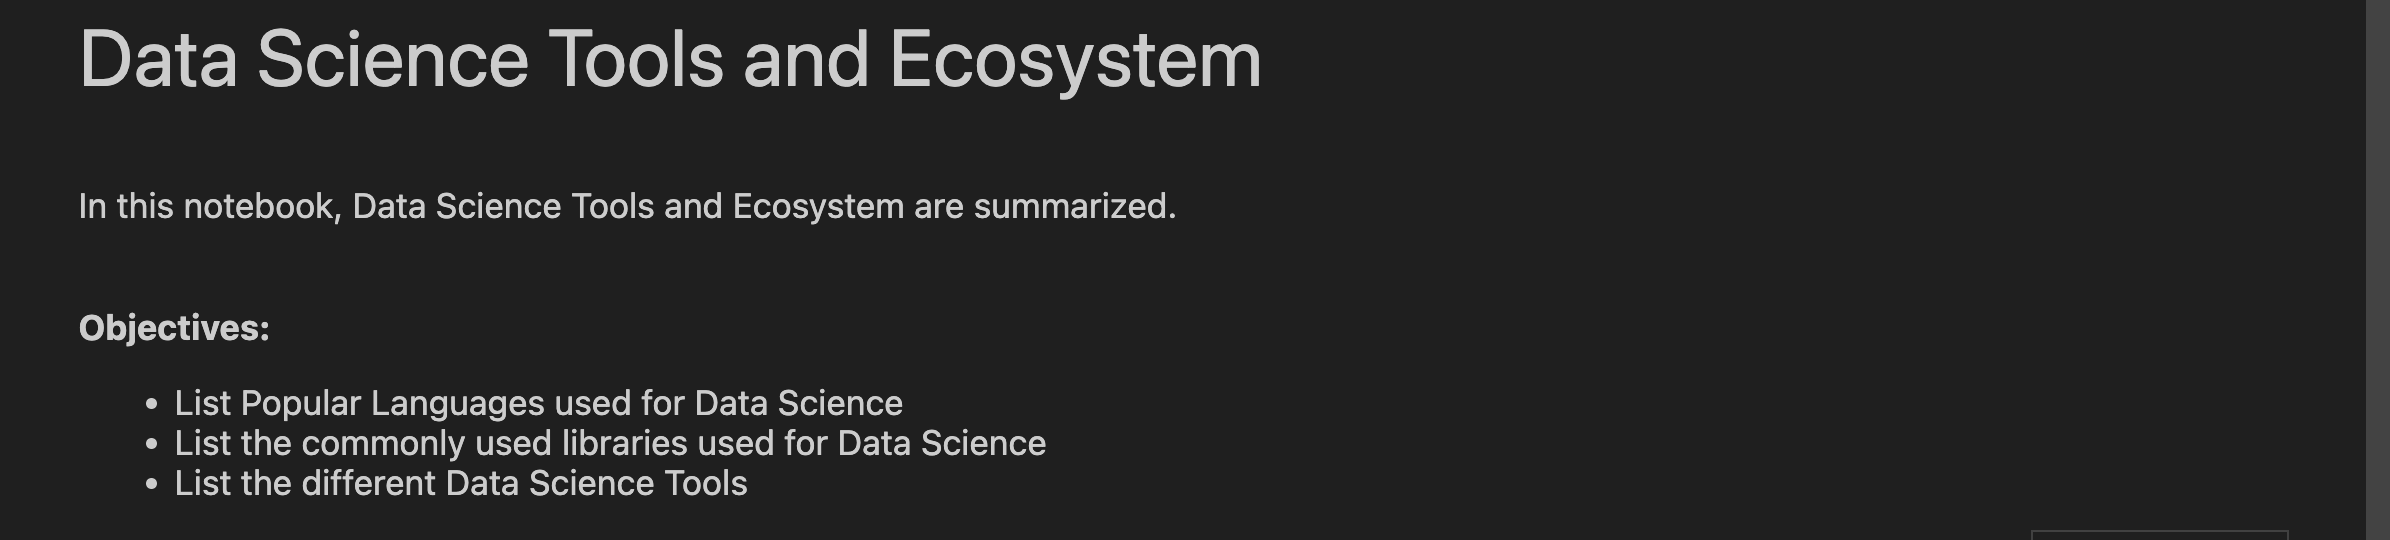 Data Science Tools and Ecosystem
In this notebook, Data Science Tools and Ecosystem are summarized.
Objectives:
• List Popular Languages used for Data Science
• List the commonly used libraries used for Data Science
• List the different Data Science Tools